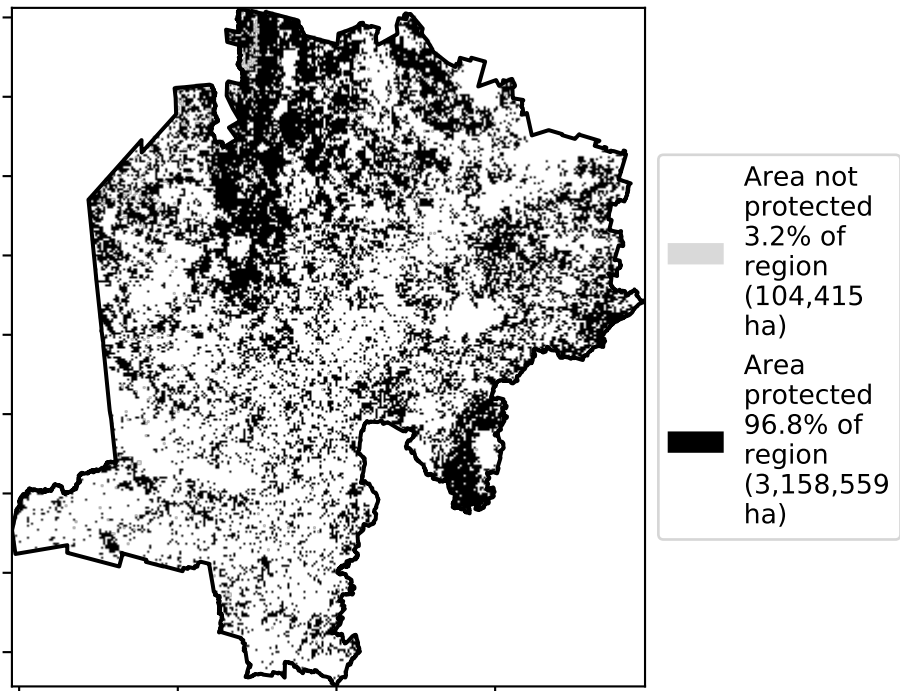 Area not
protected
3.2% of
region
(104,415
ha)
Area
protected
96.8% of
region
(3,158,559
ha)